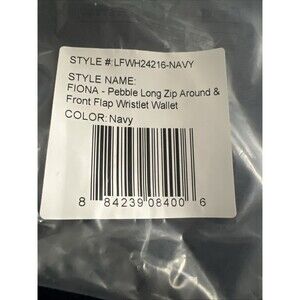 STYLE #:LFWH24216-NAVY
STYLE NAME:
FIONA - Pebble Long Zip Around &
Front Flap Wristlet Wallet
COLOR: Navy
8 84239 08400 6